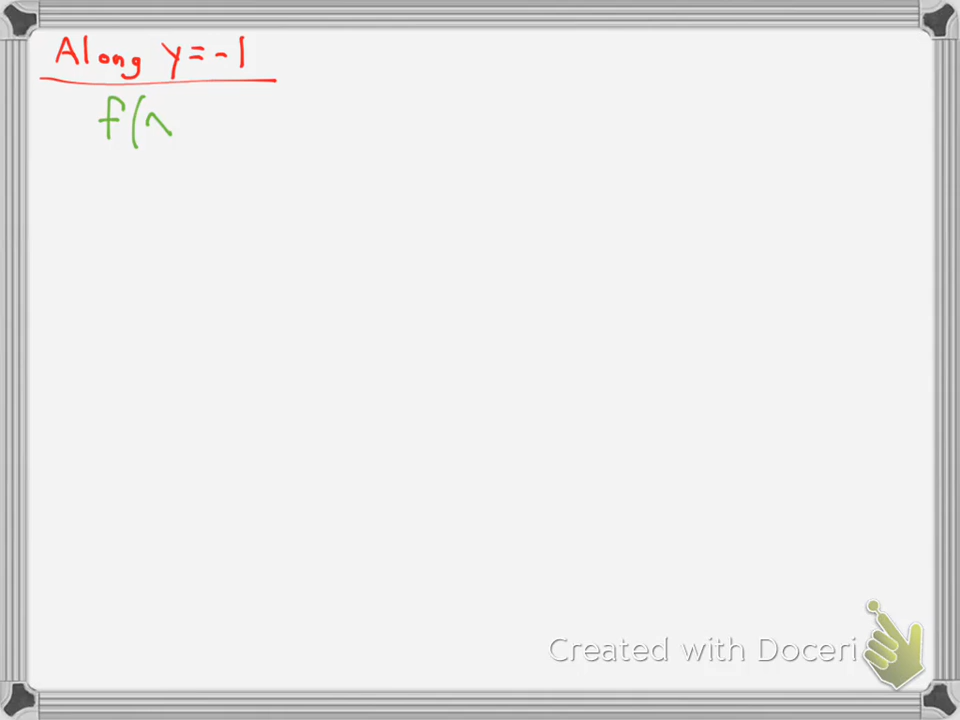 Along y = -1
f(
Created with Doceri